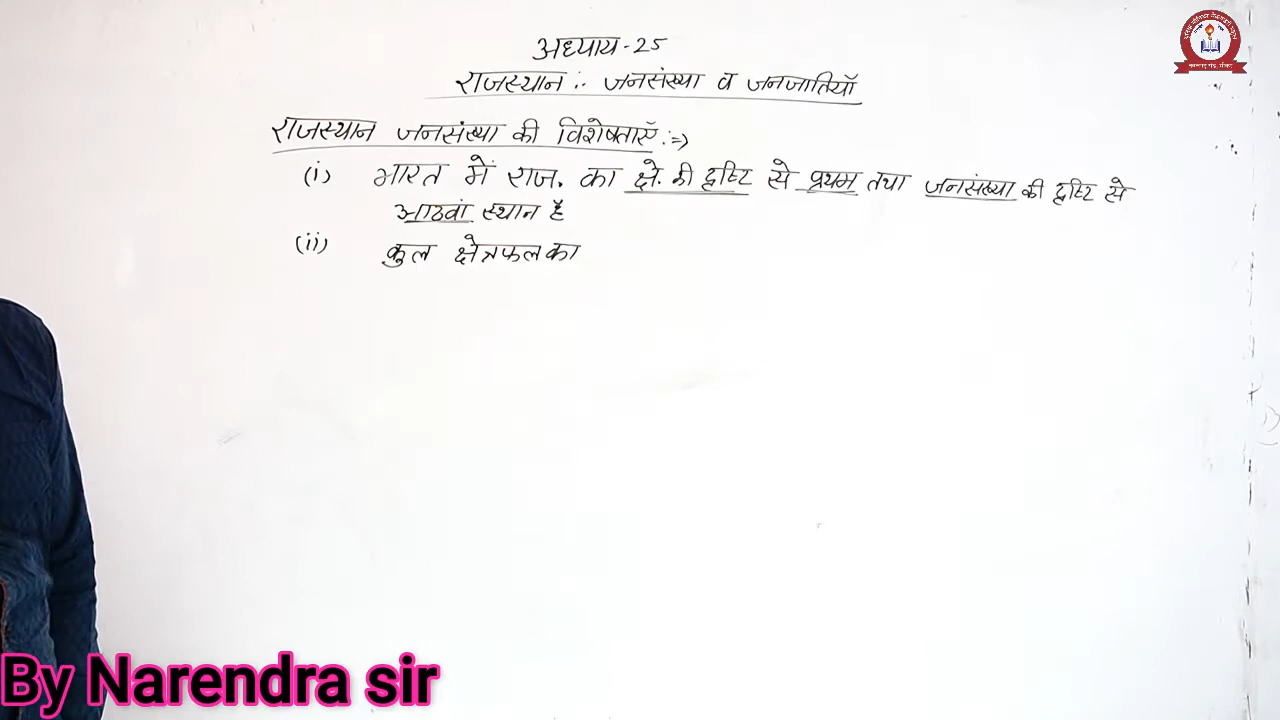 अध्याय-25
राजस्थान :- जनसंख्या व जनजातियाँ
राजस्थान जनसंख्या की विशेषताएँ :->
(i) भारत में राज. का क्षे. की दृष्टि से प्रथम तथा जनसंख्या की दृष्टि से
आठवां स्थान है
(ii) कुल क्षेत्रफल का
By Narendra sir